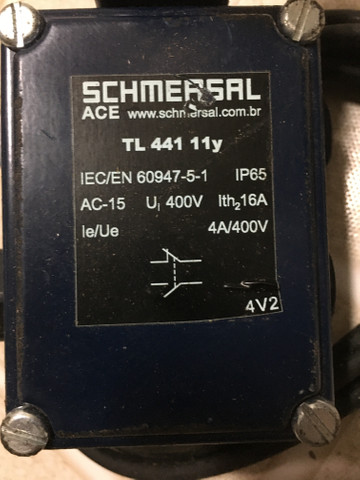 SCHMERSAL
ACE www.schmersal.com.br
TL 441 11y
IEC/EN 60947-5-1 IP65
AC-15 Ui 400V Ith2 16A
Ie/Ue 4A/400V
4V2